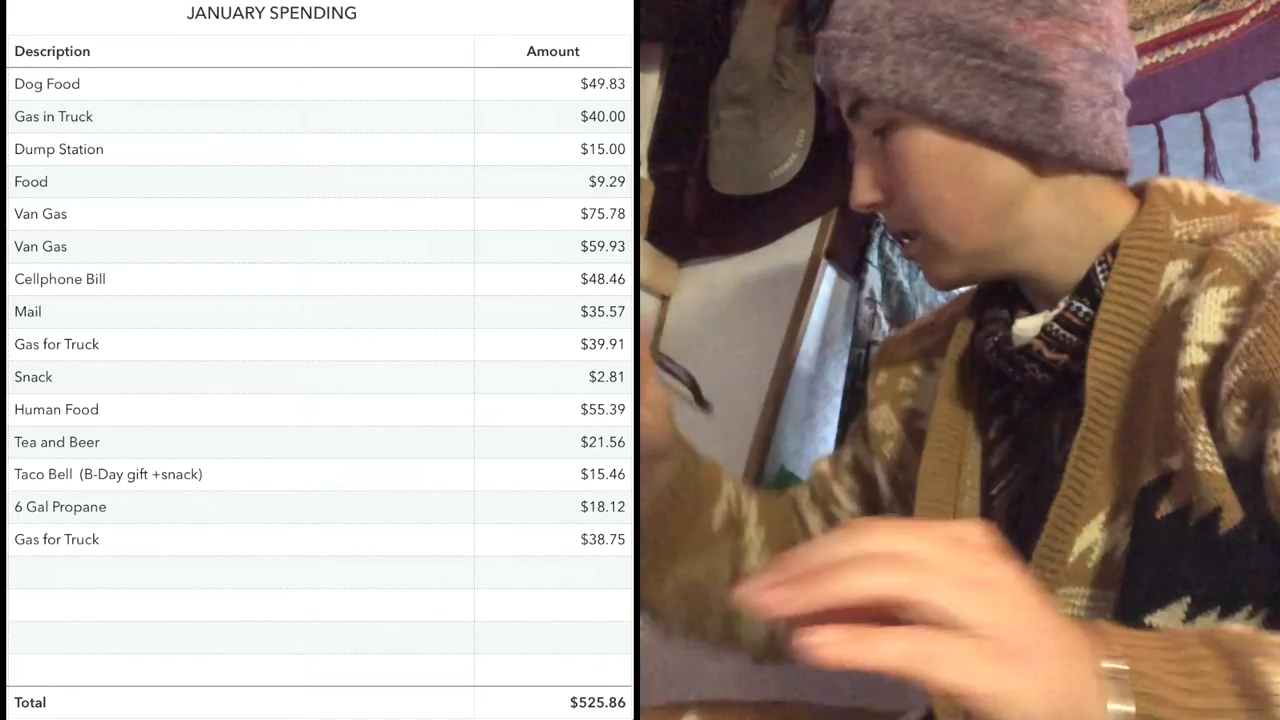 JANUARY SPENDING
Description Amount
Dog Food $49.83
Gas in Truck $40.00
Dump Station $15.00
Food $9.29
Van Gas $75.78
Van Gas $59.93
Cellphone Bill $48.46
Mail $35.57
Gas for Truck $39.91
Snack $2.81
Human Food $55.39
Tea and Beer $21.56
Taco Bell (B-Day gift +snack) $15.46
6 Gal Propane $18.12
Gas for Truck $38.75
Total $525.86